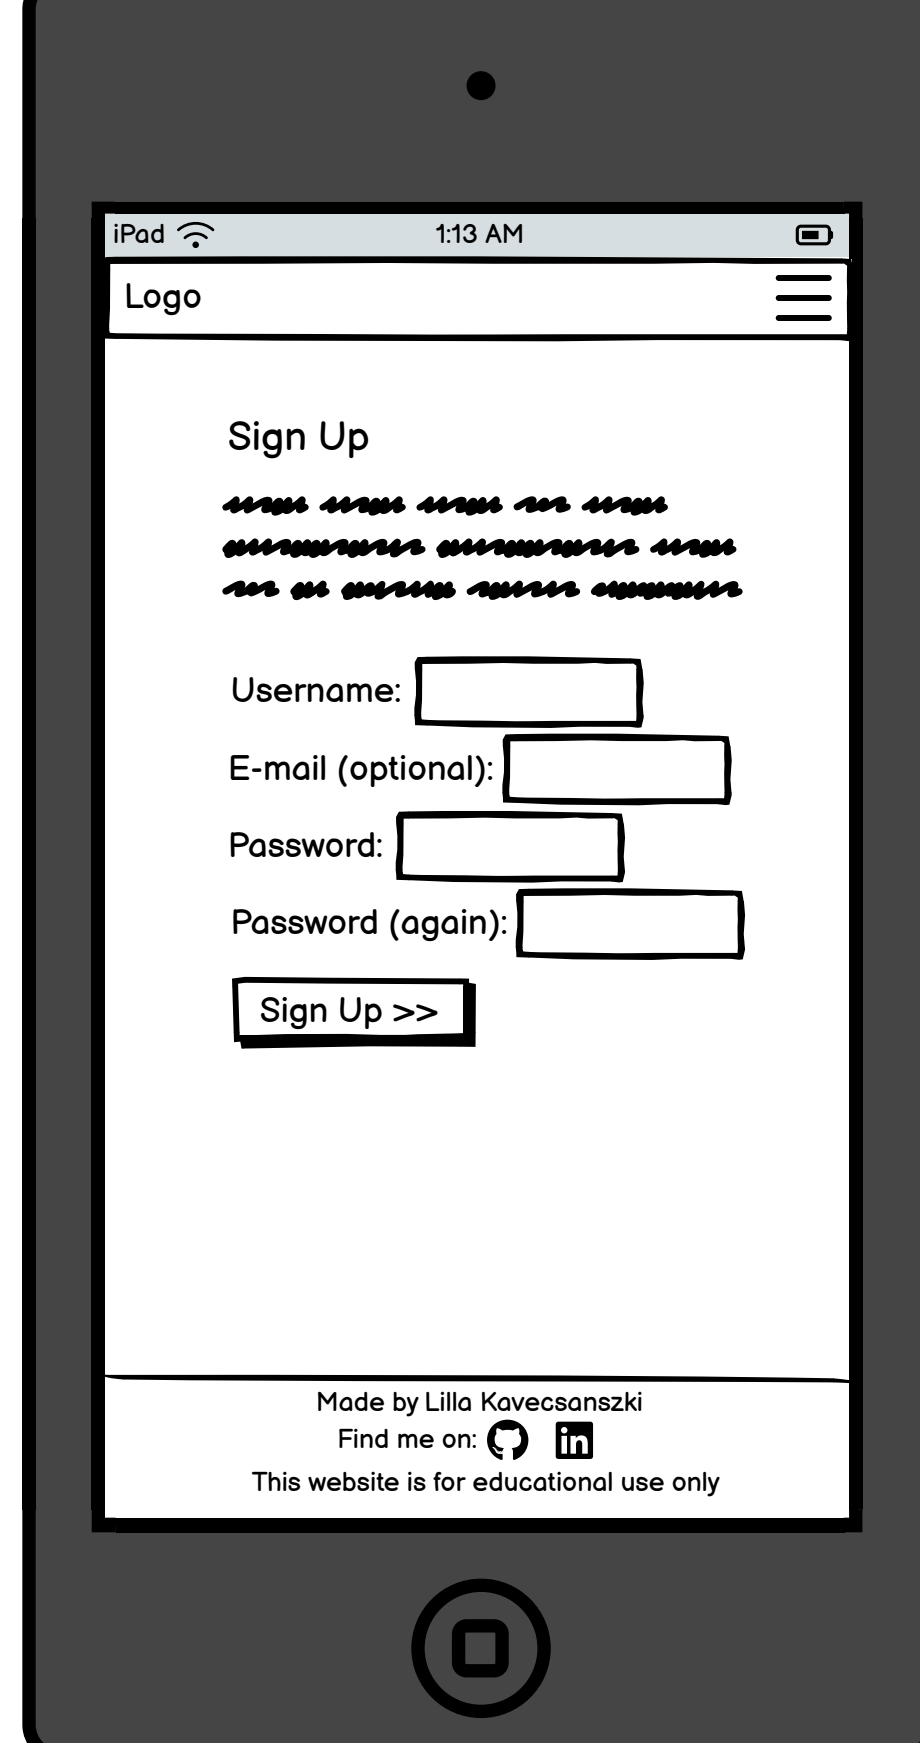 iPad 1:13 AM
Logo
Sign Up
Username:
E-mail (optional):
Password:
Password (again):
Sign Up >>
Made by Lilla Kavecsanszki
Find me on: in
This website is for educational use only